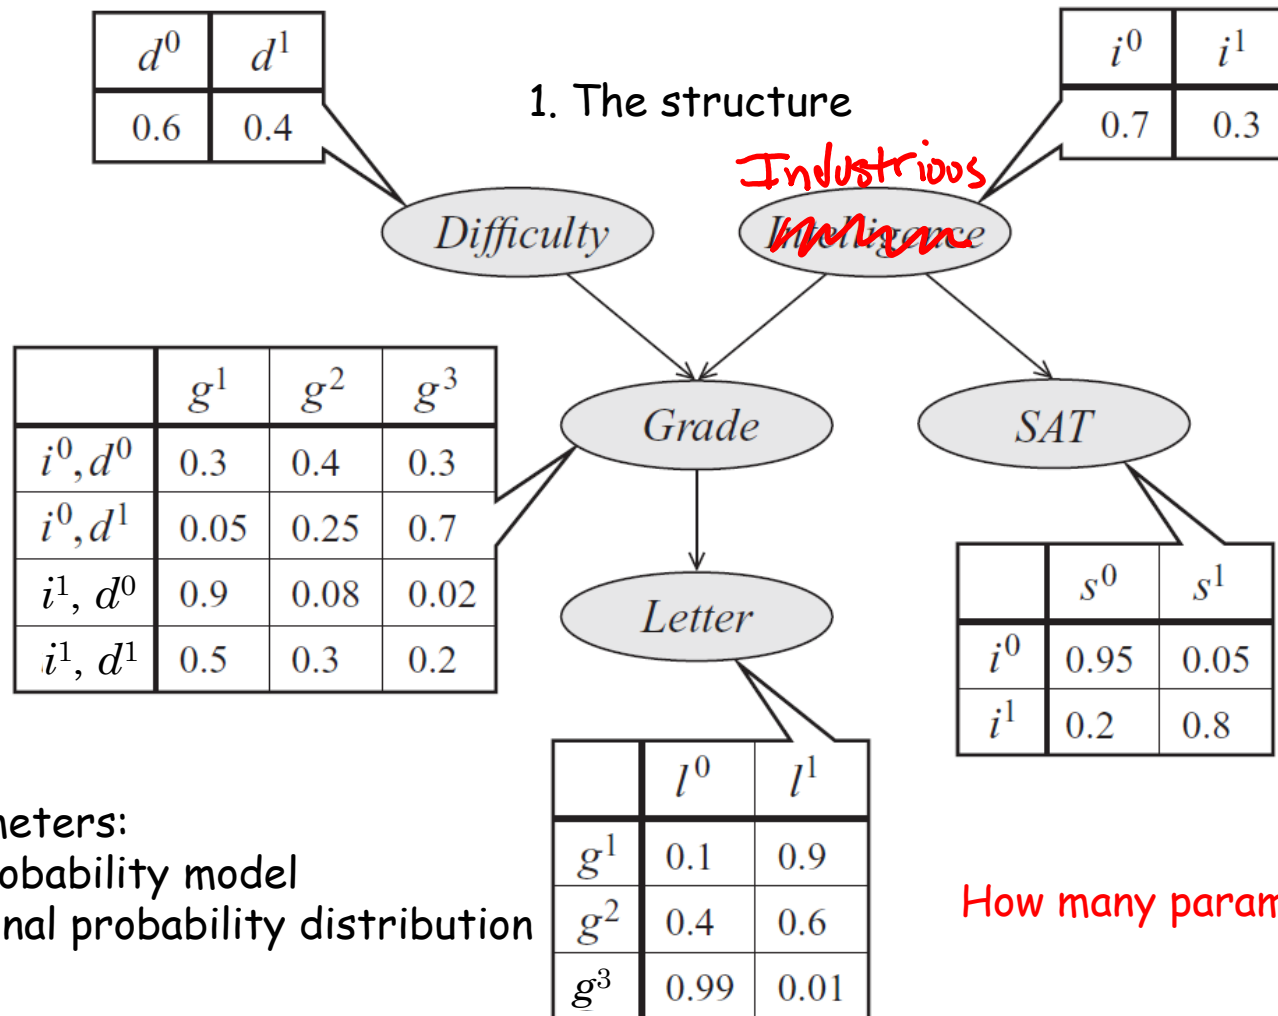 d⁰ d¹
0.6 0.4
1. The structure
i⁰ i¹
0.7 0.3
Industrious
Difficulty
Intelligence
g¹ g² g³
i⁰, d⁰ 0.3 0.4 0.3
i⁰, d¹ 0.05 0.25 0.7
i¹, d⁰ 0.9 0.08 0.02
i¹, d¹ 0.5 0.3 0.2
Grade
SAT
Letter
s⁰ s¹
i⁰ 0.95 0.05
i¹ 0.2 0.8
l⁰ l¹
g¹ 0.1 0.9
g² 0.4 0.6
g³ 0.99 0.01
neters:
obability model
nal probability distribution
How many param